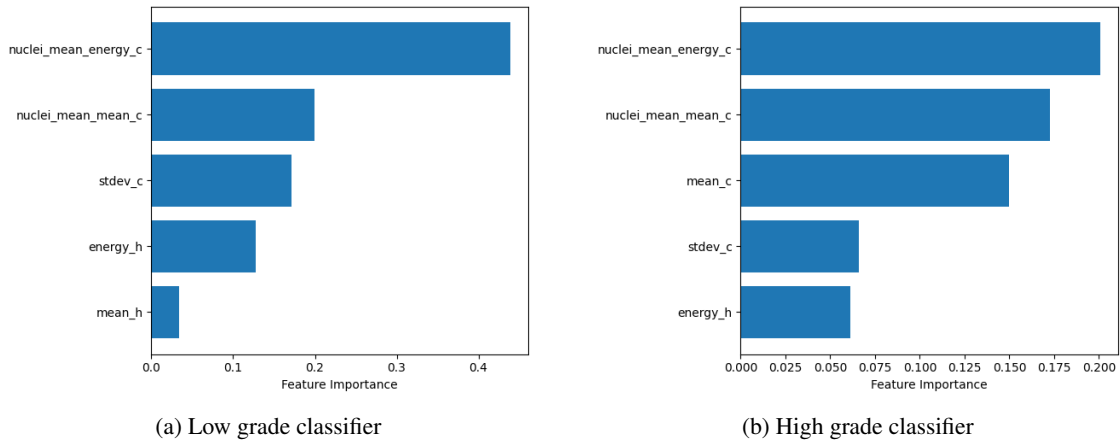 nuclei_mean_energy_c
nuclei_mean_mean_c
stdev_c
energy_h
mean_h
0.0 0.1 0.2 0.3 0.4
Feature Importance
(a) Low grade classifier
nuclei_mean_energy_c
nuclei_mean_mean_c
mean_c
stdev_c
energy_h
0.000 0.025 0.050 0.075 0.100 0.125 0.150 0.175 0.200
Feature Importance
(b) High grade classifier